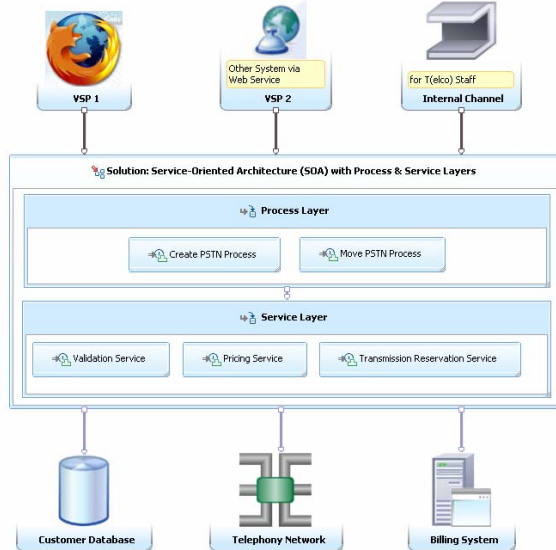 Other System via
Web Service
for T(elco) Staff
VSP 1
VSP 2
Internal Channel
Solution: Service-Oriented Architecture (SOA) with Process & Service Layers
Process Layer
Create PSTN Process
Move PSTN Process
Service Layer
Validation Service
Pricing Service
Transmission Reservation Service
Customer Database
Telephony Network
Billing System